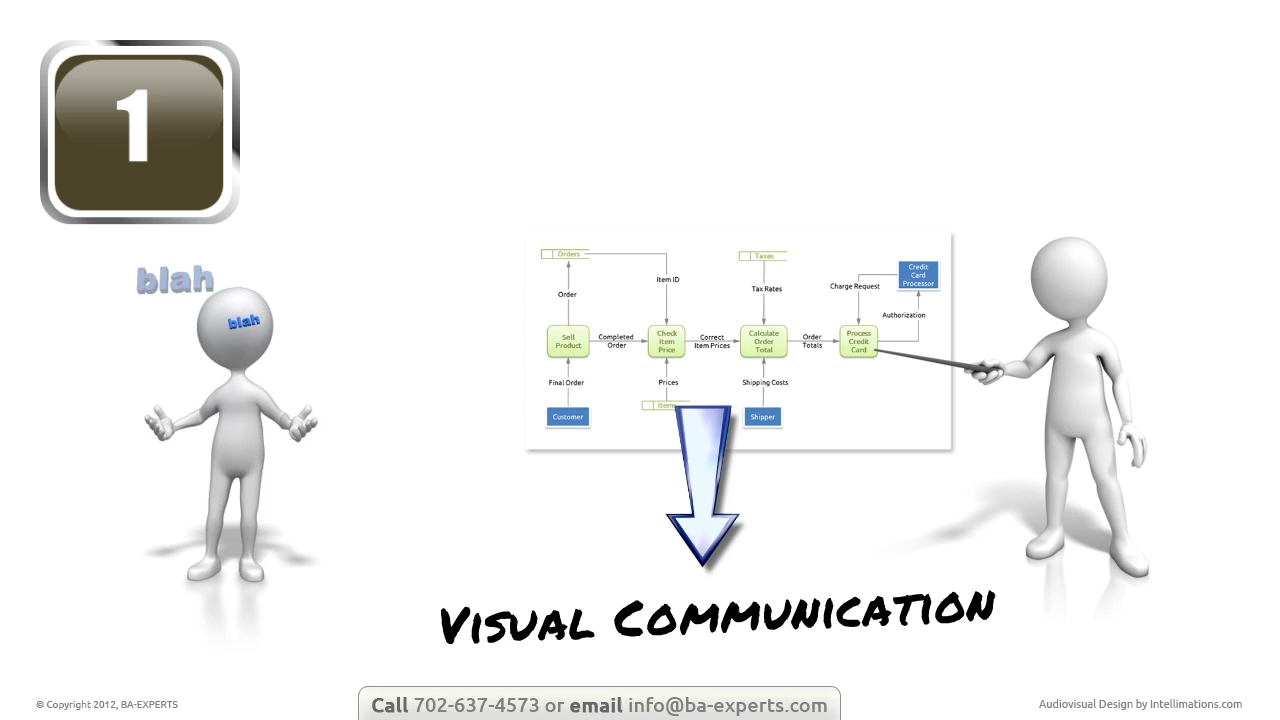 1
blah
blah
Orders
Taxes
Credit
Card
Processor
Item ID
Charge Request
Tax Rates
Order
Authorization
Sell
Product
Completed
Order
Check
Item
Price
Correct
Item Prices
Calculate
Order
Total
Order
Totals
Process
Credit
Card
Final Order
Prices
Shipping Costs
Items
Customer
Shipper
Visual Communication
© Copyright 2012, BA-EXPERTS
Call 702-637-4573 or email info@ba-experts.com
Audiovisual Design by Intellimations.com